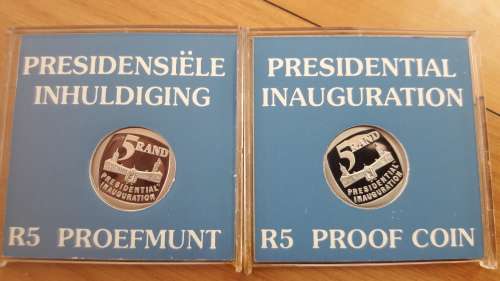 PRESIDENSIËLE
INHULDIGING
5 RAND
PRESIDENTIAL
INAUGURATION
R5 PROEFMUNT
PRESIDENTIAL
INAUGURATION
5 RAND
PRESIDENTIAL
INAUGURATION
R5 PROOF COIN